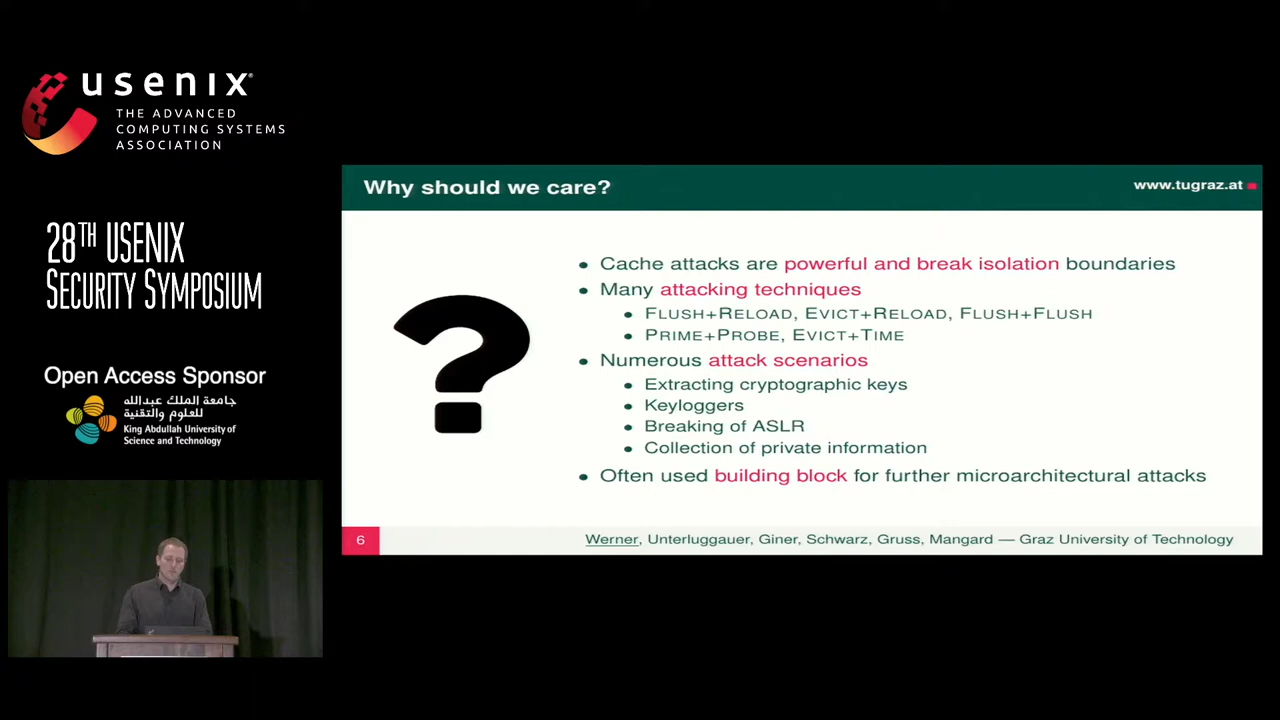 usenix®
THE ADVANCED
COMPUTING SYSTEMS
ASSOCIATION
28TH USENIX
SECURITY SYMPOSIUM
Open Access Sponsor
جامعة الملك عبدالله
للعلوم والتقنية
King Abdullah University of
Science and Technology
Why should we care?
www.tugraz.at
• Cache attacks are powerful and break isolation boundaries
• Many attacking techniques
• FLUSH+RELOAD, EVICT+RELOAD, FLUSH+FLUSH
• PRIME+PROBE, EVICT+TIME
• Numerous attack scenarios
• Extracting cryptographic keys
• Keyloggers
• Breaking of ASLR
• Collection of private information
• Often used building block for further microarchitectural attacks
?
6
Werner, Unterluggauer, Giner, Schwarz, Gruss, Mangard — Graz University of Technology